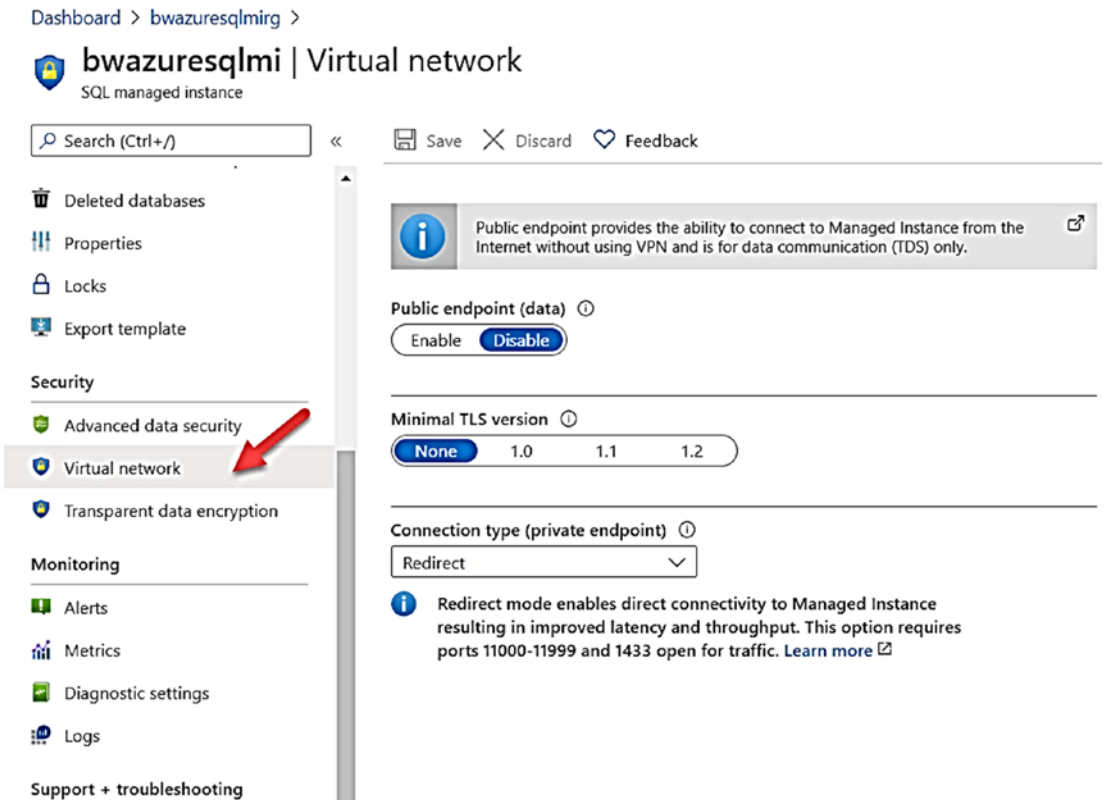 Dashboard > bwazuresqlmirg >
bwazuresqlmi | Virtual network
SQL managed instance
Search (Ctrl+/)
«
Save
Discard
Feedback
Deleted databases
Properties
Locks
Export template
Security
Advanced data security
Virtual network
Transparent data encryption
Monitoring
Alerts
Metrics
Diagnostic settings
Logs
Support + troubleshooting
Public endpoint provides the ability to connect to Managed Instance from the
Internet without using VPN and is for data communication (TDS) only.
Public endpoint (data)
Enable Disable
Minimal TLS version
None 1.0 1.1 1.2
Connection type (private endpoint)
Redirect
Redirect mode enables direct connectivity to Managed Instance
resulting in improved latency and throughput. This option requires
ports 11000-11999 and 1433 open for traffic. Learn more